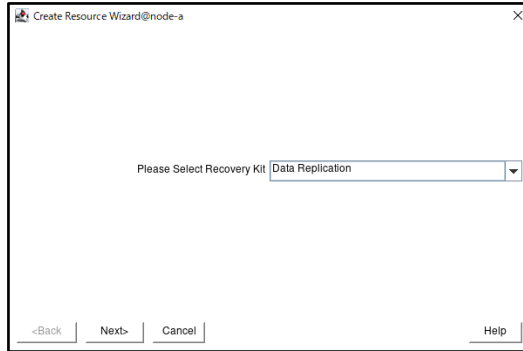 Create Resource Wizard@node-a
Please Select Recovery Kit Data Replication
<Back Next> Cancel Help